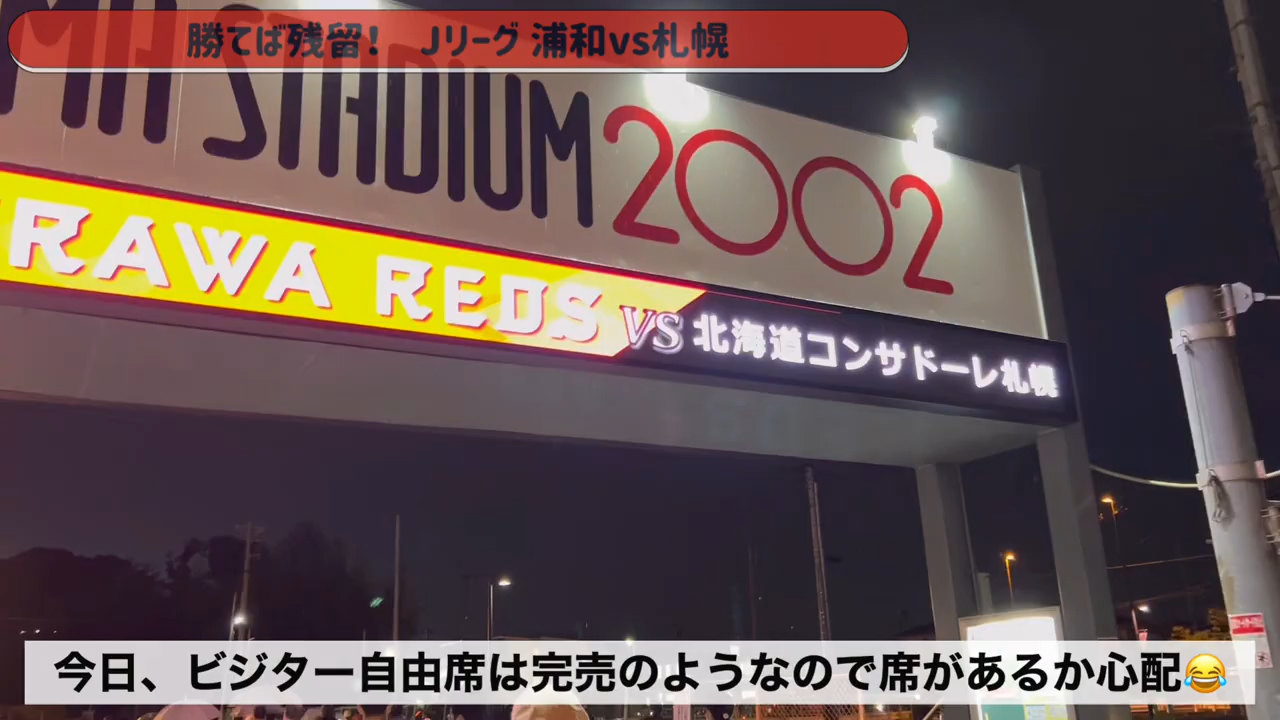 勝てば残留! Jリーグ 浦和vs札幌
MA STADIUM 2002
RAWA REDS VS 北海道コンサドーレ札幌
今日、ビジター自由席は完売のようなので席があるか心配😂